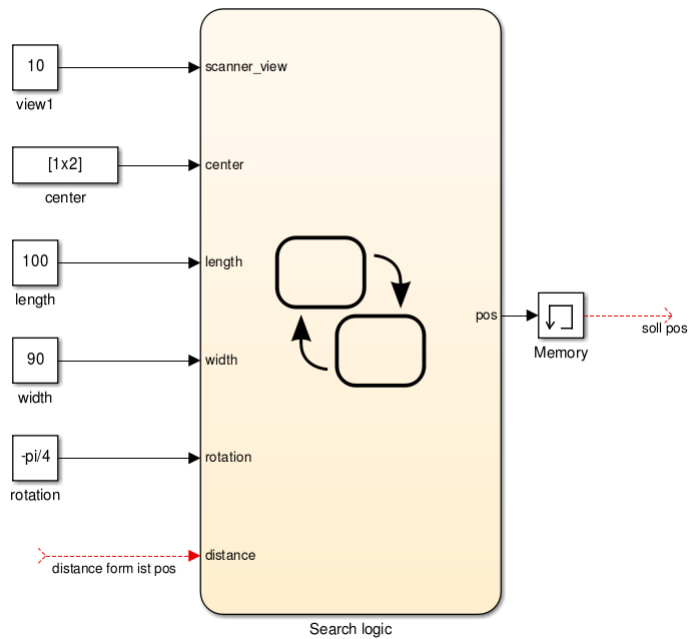 10
scanner_view
view1
[1x2]
center
center
100
length
length
pos
soll pos
Memory
90
width
width
-pi/4
rotation
rotation
distance
distance form ist pos
Search logic